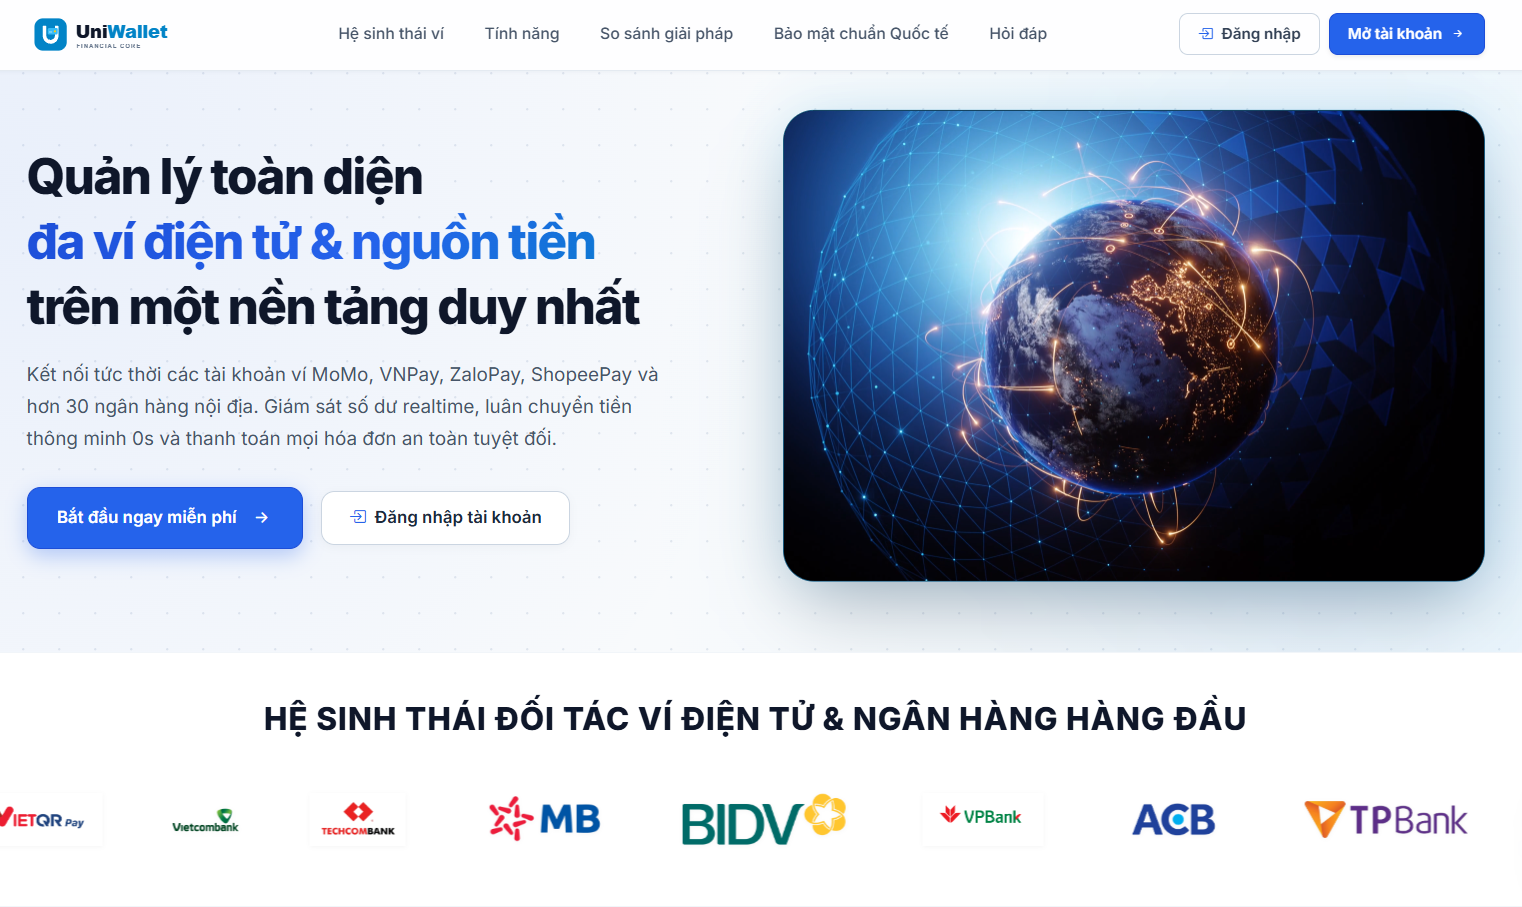 UniWallet
FINANCIAL CORE
Hệ sinh thái ví
Tính năng
So sánh giải pháp
Bảo mật chuẩn Quốc tế
Hỏi đáp
Đăng nhập
Mở tài khoản
Quản lý toàn diện
đa ví điện tử & nguồn tiền
trên một nền tảng duy nhất
Kết nối tức thời các tài khoản ví MoMo, VNPay, ZaloPay, ShopeePay và
hơn 30 ngân hàng nội địa. Giám sát số dư realtime, luân chuyển tiền
thông minh 0s và thanh toán mọi hóa đơn an toàn tuyệt đối.
Bắt đầu ngay miễn phí
Đăng nhập tài khoản
HỆ SINH THÁI ĐỐI TÁC VÍ ĐIỆN TỬ & NGÂN HÀNG HÀNG ĐẦU
VIETQR Pay
Vietcombank
TECHCOMBANK
MB
BIDV
VPBank
ACB
TPBank